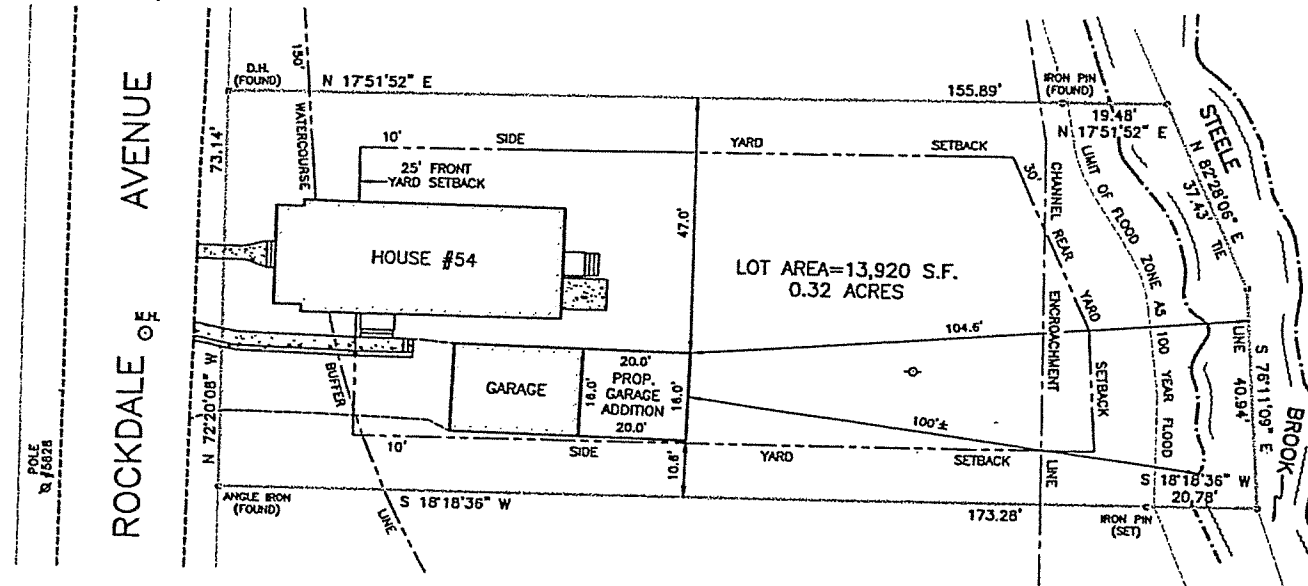 ROCKDALE AVENUE
POLE
#5828
M.H.
D.H.
(FOUND)
N 17°51'52" E
155.89'
IRON PIN
(FOUND)
19.48'
N 17°51'52" E
73.14'
N 72°20'08" W
150' WATERCOURSE BUFFER LINE
10' SIDE YARD SETBACK
25' FRONT
YARD SETBACK
HOUSE #54
47.0'
LOT AREA=13,920 S.F.
0.32 ACRES
30' REAR YARD SETBACK
CHANNEL ENCROACHMENT LINE
LIMIT OF FLOOD ZONE A5 100 YEAR FLOOD
STEELE BROOK
N 82°28'06" E
37.43'
TIE LINE
S 76°11'09" E
40.94'
104.6'
GARAGE
16.0'
20.0'
PROP.
GARAGE
ADDITION
20.0'
16.0'
100'±
10' SIDE YARD SETBACK
10.6'
ANGLE IRON
(FOUND)
S 18°18'36" W
173.28'
S 18°18'36" W
20.78'
IRON PIN
(SET)